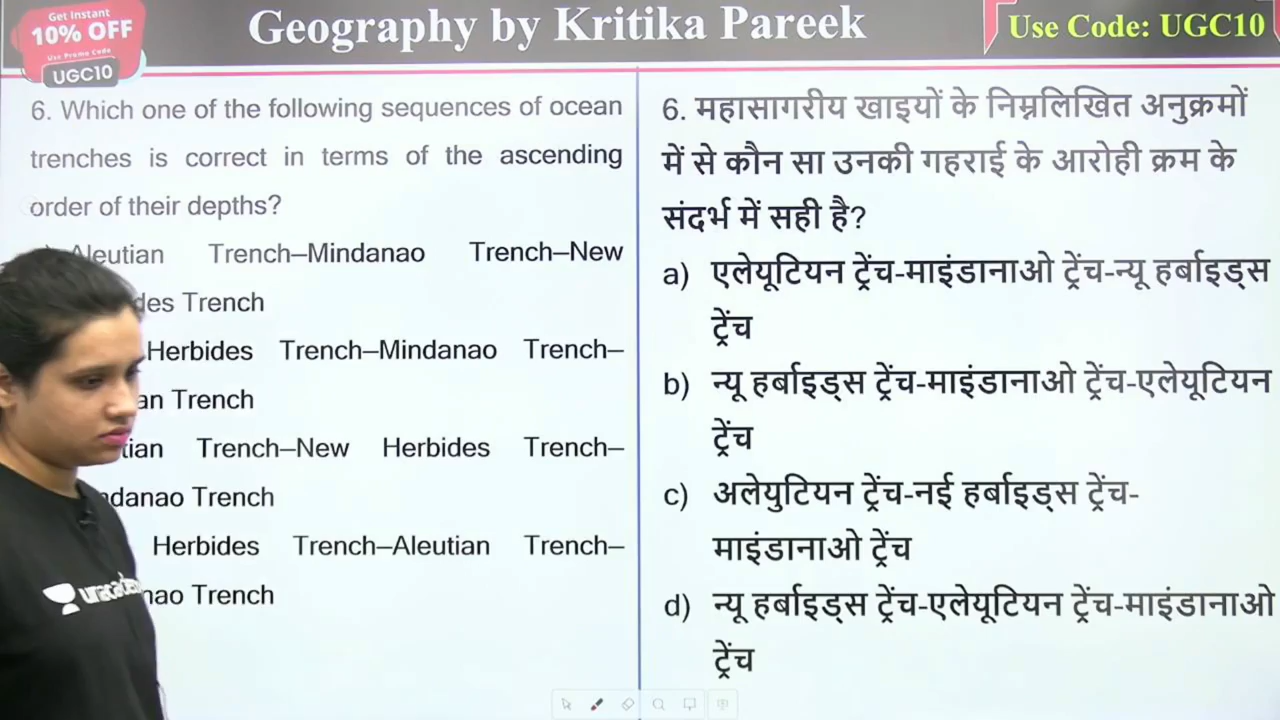 Get Instant
10% OFF
Use Promo Code
UGC10
Geography by Kritika Pareek
Use Code: UGC10
6. Which one of the following sequences of ocean
trenches is correct in terms of the ascending
order of their depths?
Aleutian Trench–Mindanao Trench–New
des Trench
Herbides Trench–Mindanao Trench–
an Trench
tian Trench–New Herbides Trench–
danao Trench
Herbides Trench–Aleutian Trench–
nao Trench
6. महासागरीय खाइयों के निम्नलिखित अनुक्रमों
में से कौन सा उनकी गहराई के आरोही क्रम के
संदर्भ में सही है?
a) एलेयूटियन ट्रेंच-माइंडानाओ ट्रेंच-न्यू हर्बाइड्स
ट्रेंच
b) न्यू हर्बाइड्स ट्रेंच-माइंडानाओ ट्रेंच-एलेयूटियन
ट्रेंच
c) अलेयुटियन ट्रेंच-नई हर्बाइड्स ट्रेंच-
माइंडानाओ ट्रेंच
d) न्यू हर्बाइड्स ट्रेंच-एलेयूटियन ट्रेंच-माइंडानाओ
ट्रेंच
unacademy